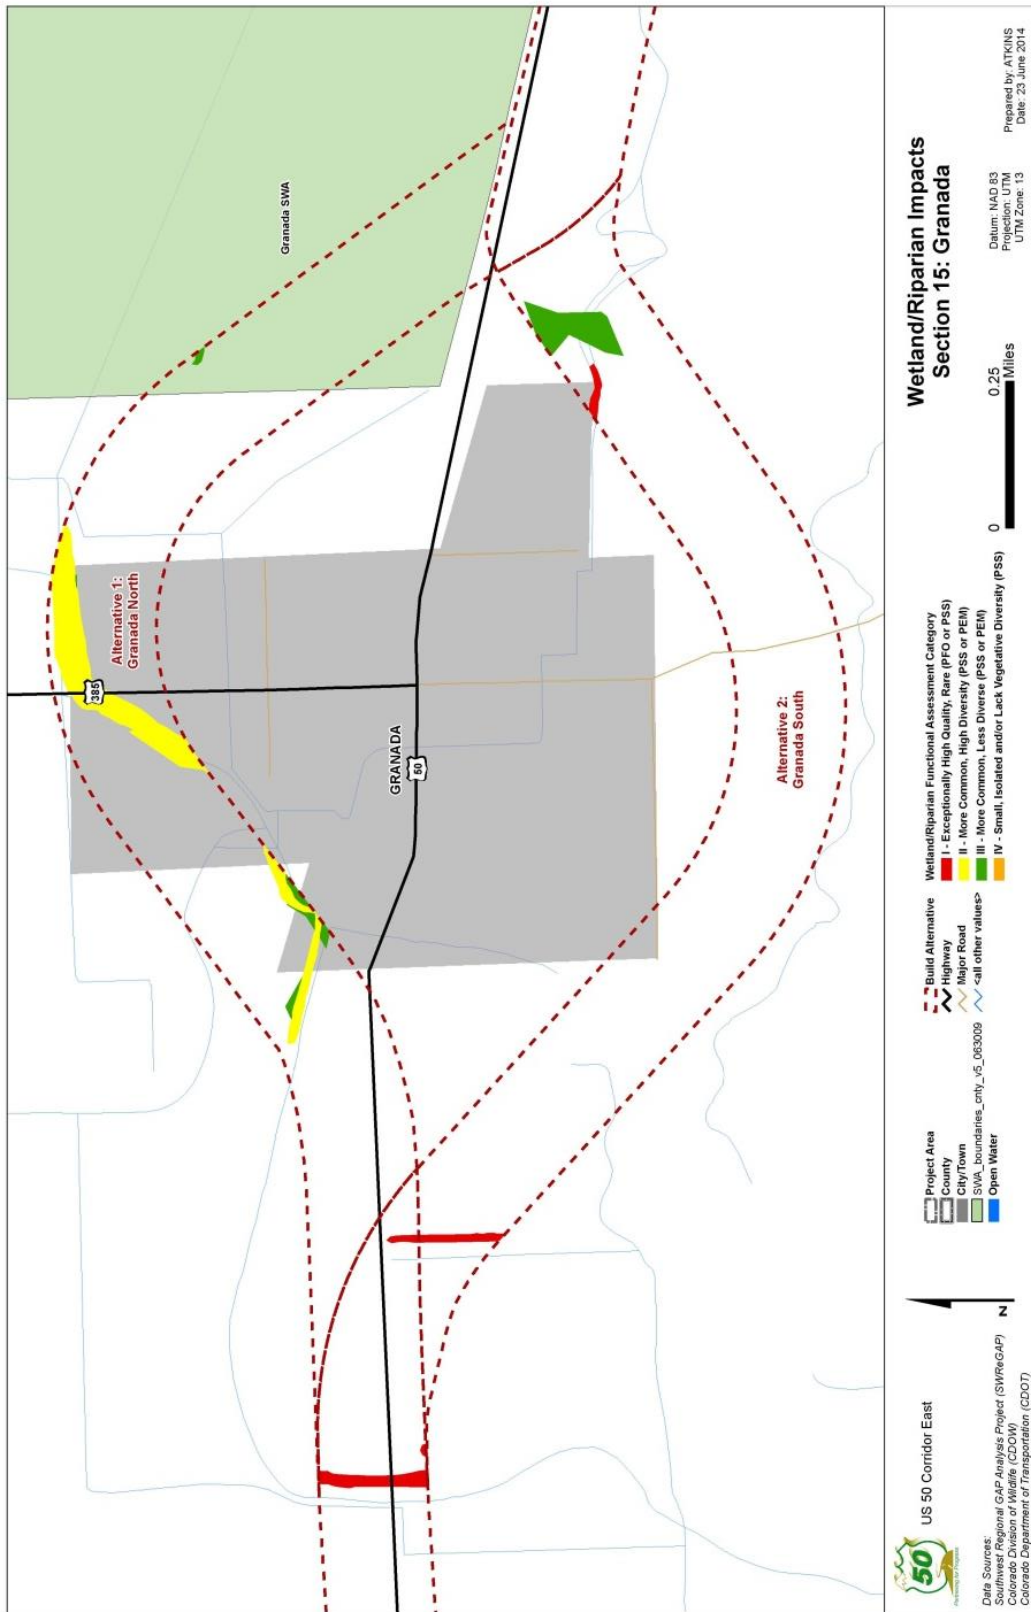 Granada SWA
Alternative 1:
Granada North
385
GRANADA
50
Alternative 2:
Granada South
50
Partnering for Progress
US 50 Corridor East
Data Sources:
Southwest Regional GAP Analysis Project (SWReGAP)
Colorado Division of Wildlife (CDOW)
Colorado Department of Transportation (CDOT)
N
Project Area
County
City/Town
SWA_boundaries_cnty_v5_063009
Open Water
Build Alternative
Highway
Major Road
<all other values>
Wetland/Riparian Functional Assessment Category
I - Exceptionally High Quality, Rare (PFO or PSS)
II - More Common, High Diversity (PSS or PEM)
III - More Common, Less Diverse (PSS or PEM)
IV - Small, Isolated and/or Lack Vegetative Diversity (PSS)
0 0.25
Miles
Wetland/Riparian Impacts
Section 15: Granada
Datum: NAD 83
Projection: UTM
UTM Zone: 13
Prepared by: ATKINS
Date: 23 June 2014